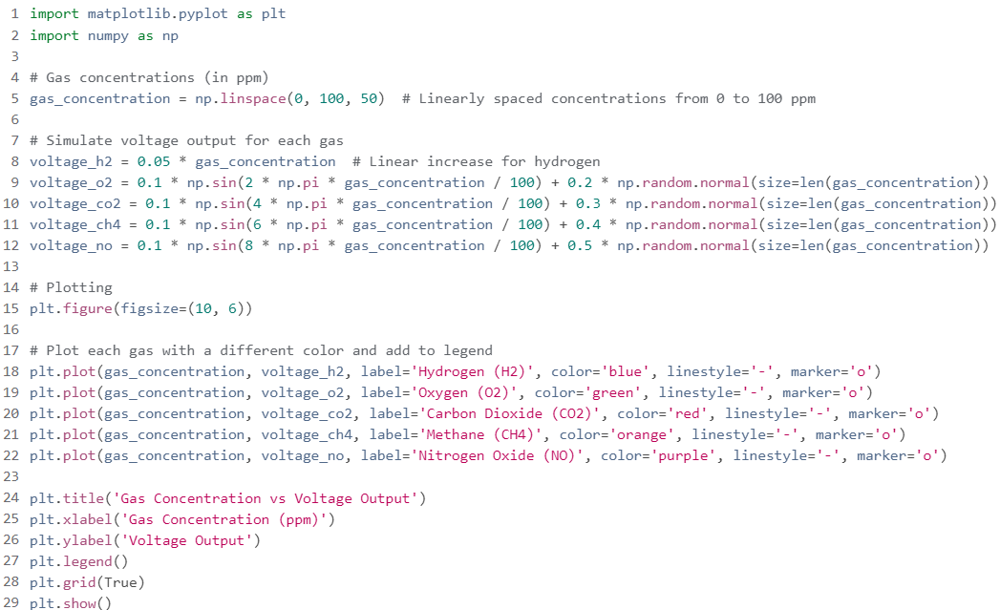 1 import matplotlib.pyplot as plt
2 import numpy as np
3
4 # Gas concentrations (in ppm)
5 gas_concentration = np.linspace(0, 100, 50)  # Linearly spaced concentrations from 0 to 100 ppm
6
7 # Simulate voltage output for each gas
8 voltage_h2 = 0.05 * gas_concentration  # Linear increase for hydrogen
9 voltage_o2 = 0.1 * np.sin(2 * np.pi * gas_concentration / 100) + 0.2 * np.random.normal(size=len(gas_concentration))
10 voltage_co2 = 0.1 * np.sin(4 * np.pi * gas_concentration / 100) + 0.3 * np.random.normal(size=len(gas_concentration))
11 voltage_ch4 = 0.1 * np.sin(6 * np.pi * gas_concentration / 100) + 0.4 * np.random.normal(size=len(gas_concentration))
12 voltage_no = 0.1 * np.sin(8 * np.pi * gas_concentration / 100) + 0.5 * np.random.normal(size=len(gas_concentration))
13
14 # Plotting
15 plt.figure(figsize=(10, 6))
16
17 # Plot each gas with a different color and add to legend
18 plt.plot(gas_concentration, voltage_h2, label='Hydrogen (H2)', color='blue', linestyle='-', marker='o')
19 plt.plot(gas_concentration, voltage_o2, label='Oxygen (O2)', color='green', linestyle='-', marker='o')
20 plt.plot(gas_concentration, voltage_co2, label='Carbon Dioxide (CO2)', color='red', linestyle='-', marker='o')
21 plt.plot(gas_concentration, voltage_ch4, label='Methane (CH4)', color='orange', linestyle='-', marker='o')
22 plt.plot(gas_concentration, voltage_no, label='Nitrogen Oxide (NO)', color='purple', linestyle='-', marker='o')
23
24 plt.title('Gas Concentration vs Voltage Output')
25 plt.xlabel('Gas Concentration (ppm)')
26 plt.ylabel('Voltage Output')
27 plt.legend()
28 plt.grid(True)
29 plt.show()